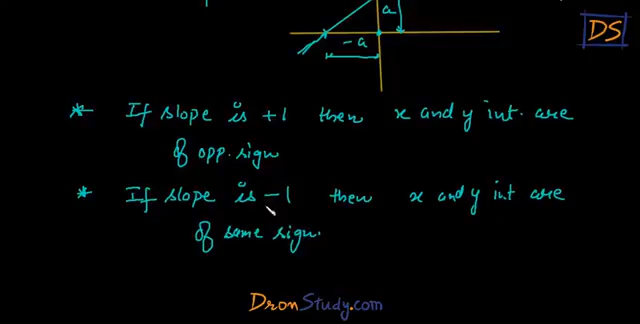 a
DS
-a
* If slope is +1 then x and y int. are
of opp. sign
* If slope is -1 then x and y int are
of same sign.
DronStudy.com